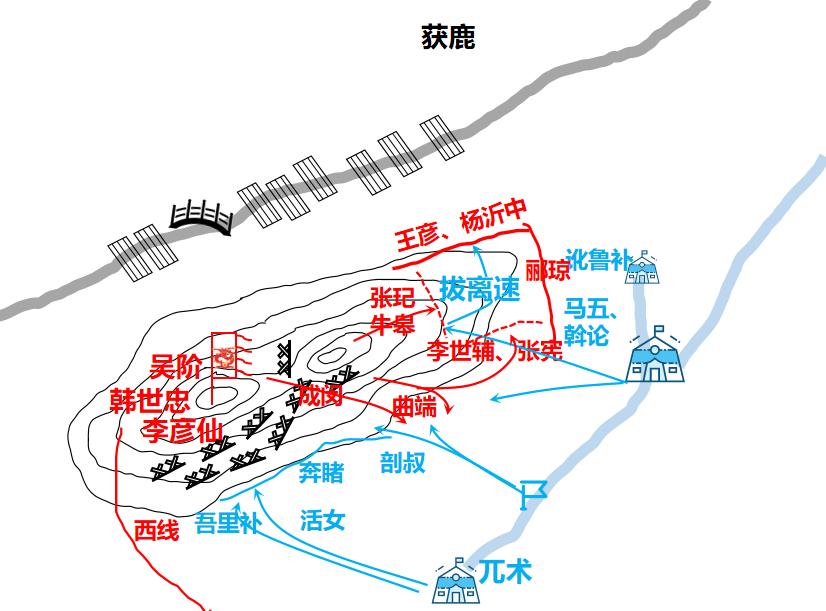 获鹿
王彦、杨沂中
郦琼
讹鲁补
张玘
牛皋
拔离速
马五、
斡论
李世辅、张宪
吴阶
韩世忠
李彦仙
成闵
曲端
剖叔
奔睹
活女
吾里补
西线
兀术